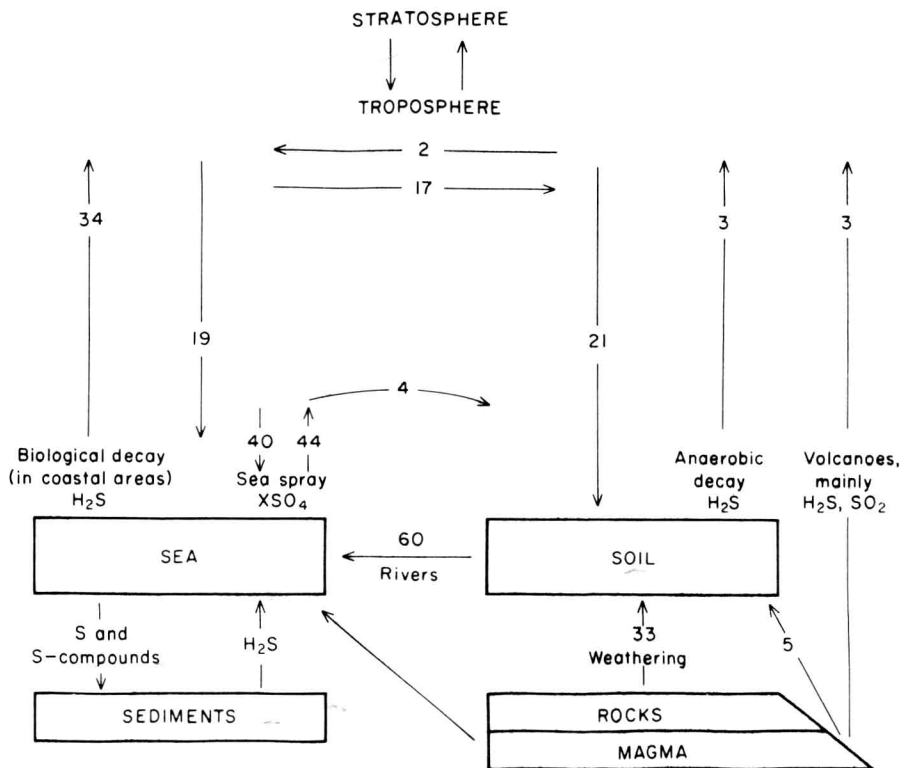 STRATOSPHERE
TROPOSPHERE
2
17
34
3
3
19
21
4
40
44
Biological decay
(in coastal areas)
H₂S
Sea spray
XSO₄
Anaerobic
decay
H₂S
Volcanoes,
mainly
H₂S, SO₂
SEA
60
Rivers
SOIL
S and
S-compounds
H₂S
33
Weathering
5
SEDIMENTS
ROCKS
MAGMA